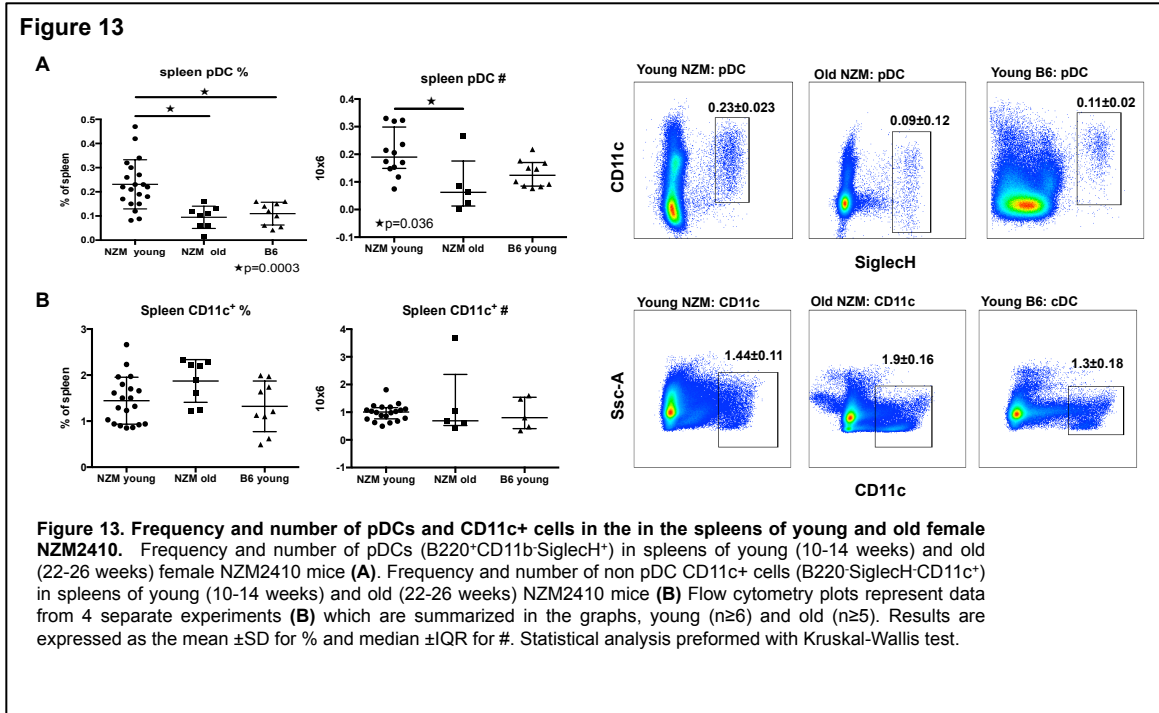 Figure 13
A
spleen pDC %
% of spleen
0.5
0.4
0.3
0.2
0.1
0.0
★
★
NZM young
NZM old
B6
★p=0.0003
spleen pDC #
10x6
0.4
0.3
0.2
0.1
0.0
-0.1
★
★p=0.036
NZM young
NZM old
B6 young
Young NZM: pDC
0.23±0.023
Old NZM: pDC
0.09±0.12
Young B6: pDC
0.11±0.02
CD11c
SiglecH
B
Spleen CD11c⁺ %
% of spleen
3
2
1
0
NZM young
NZM old
B6 young
Spleen CD11c⁺ #
10x6
4
3
2
1
0
-1
NZM young
NZM old
B6 young
Young NZM: CD11c
1.44±0.11
Old NZM: CD11c
1.9±0.16
Young B6: cDC
1.3±0.18
Ssc-A
CD11c
Figure 13. Frequency and number of pDCs and CD11c+ cells in the in the spleens of young and old female
NZM2410. Frequency and number of pDCs (B220⁺CD11b⁻SiglecH⁺) in spleens of young (10-14 weeks) and old
(22-26 weeks) female NZM2410 mice (A). Frequency and number of non pDC CD11c+ cells (B220⁻SiglecH⁻CD11c⁺)
in spleens of young (10-14 weeks) and old (22-26 weeks) NZM2410 mice (B) Flow cytometry plots represent data
from 4 separate experiments (B) which are summarized in the graphs, young (n≥6) and old (n≥5). Results are
expressed as the mean ±SD for % and median ±IQR for #. Statistical analysis preformed with Kruskal-Wallis test.